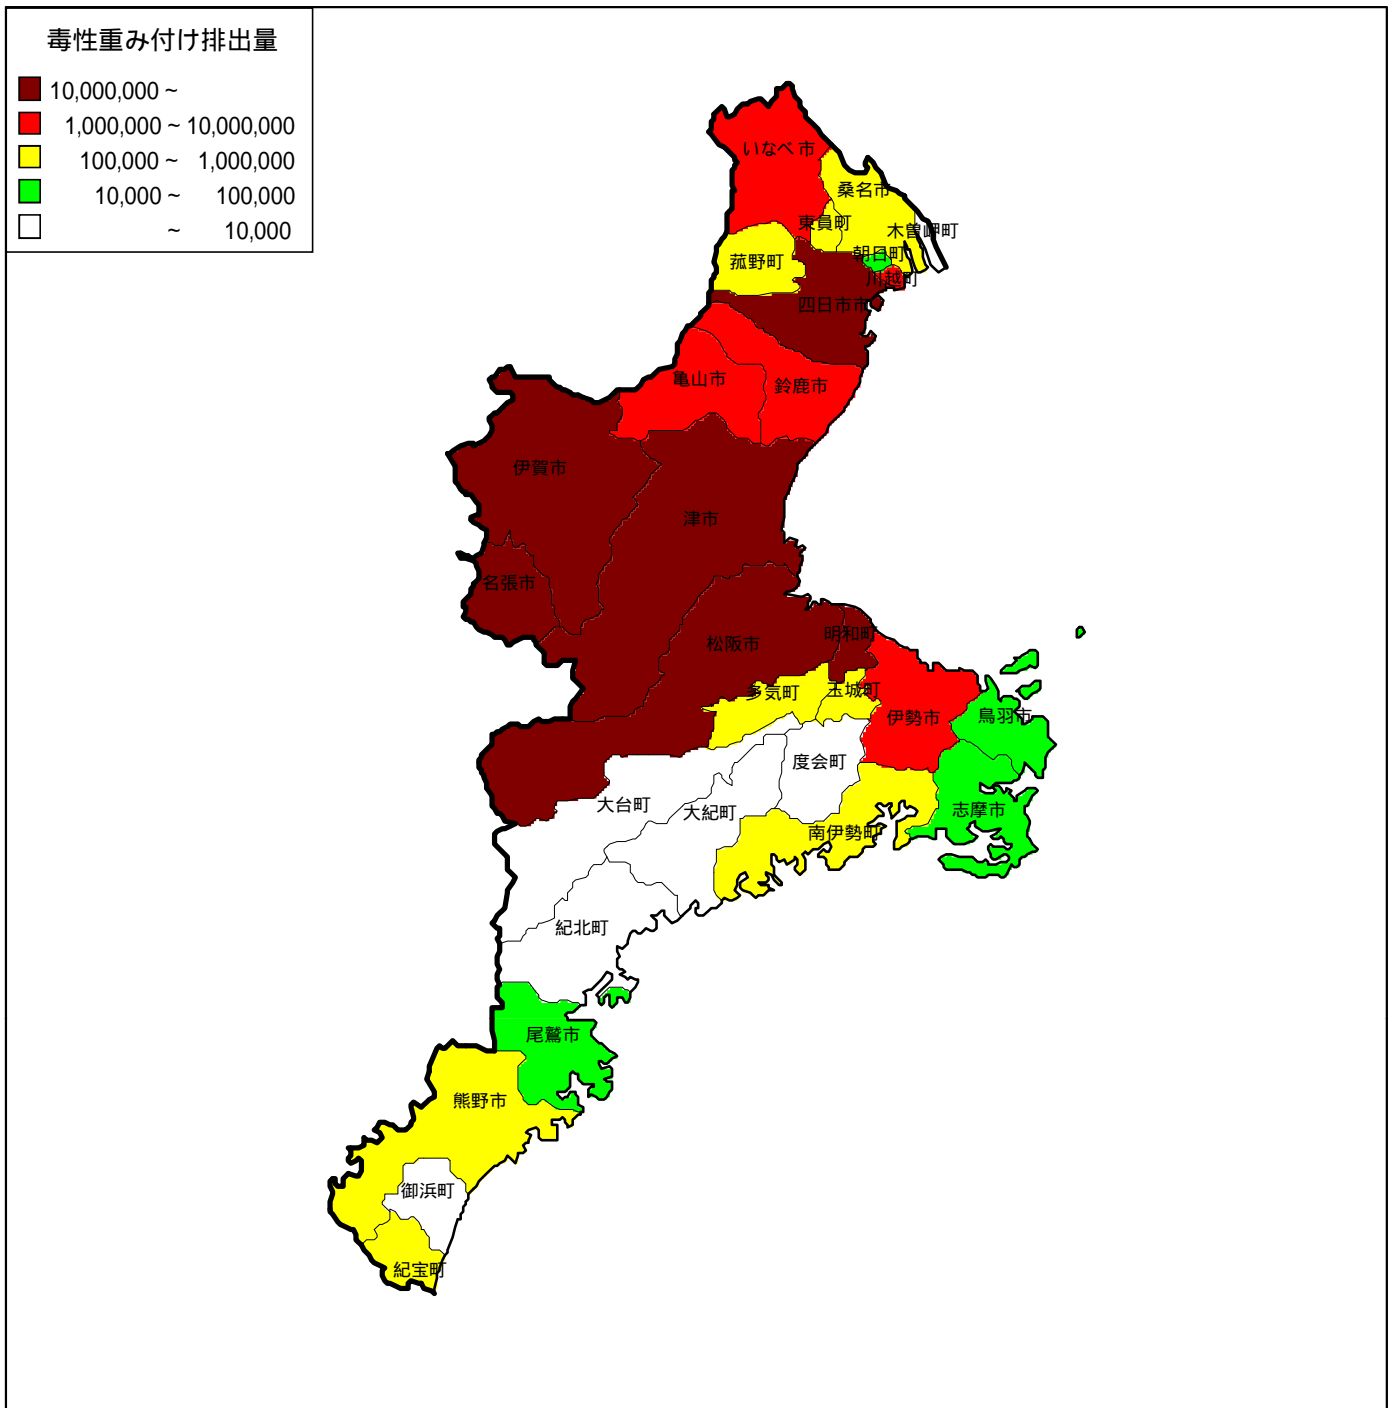 毒性重み付け排出量
10,000,000 ~
1,000,000 ~ 10,000,000
100,000 ~ 1,000,000
10,000 ~ 100,000
~ 10,000
いなべ市
桑名市
東員町
木曽岬町
朝日町
菰野町
川越町
四日市市
亀山市
鈴鹿市
伊賀市
津市
名張市
明和町
松阪市
多気町
玉城町
伊勢市
鳥羽市
度会町
大台町
大紀町
志摩市
南伊勢町
紀北町
尾鷲市
熊野市
御浜町
紀宝町